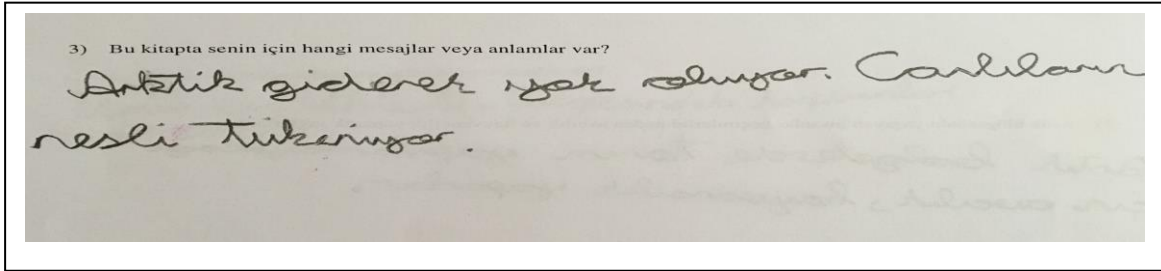 3) Bu kitapta senin için hangi mesajlar veya anlamlar var?
Arktik giderek yok oluyor. Canlıların
nesli tükeniyor.